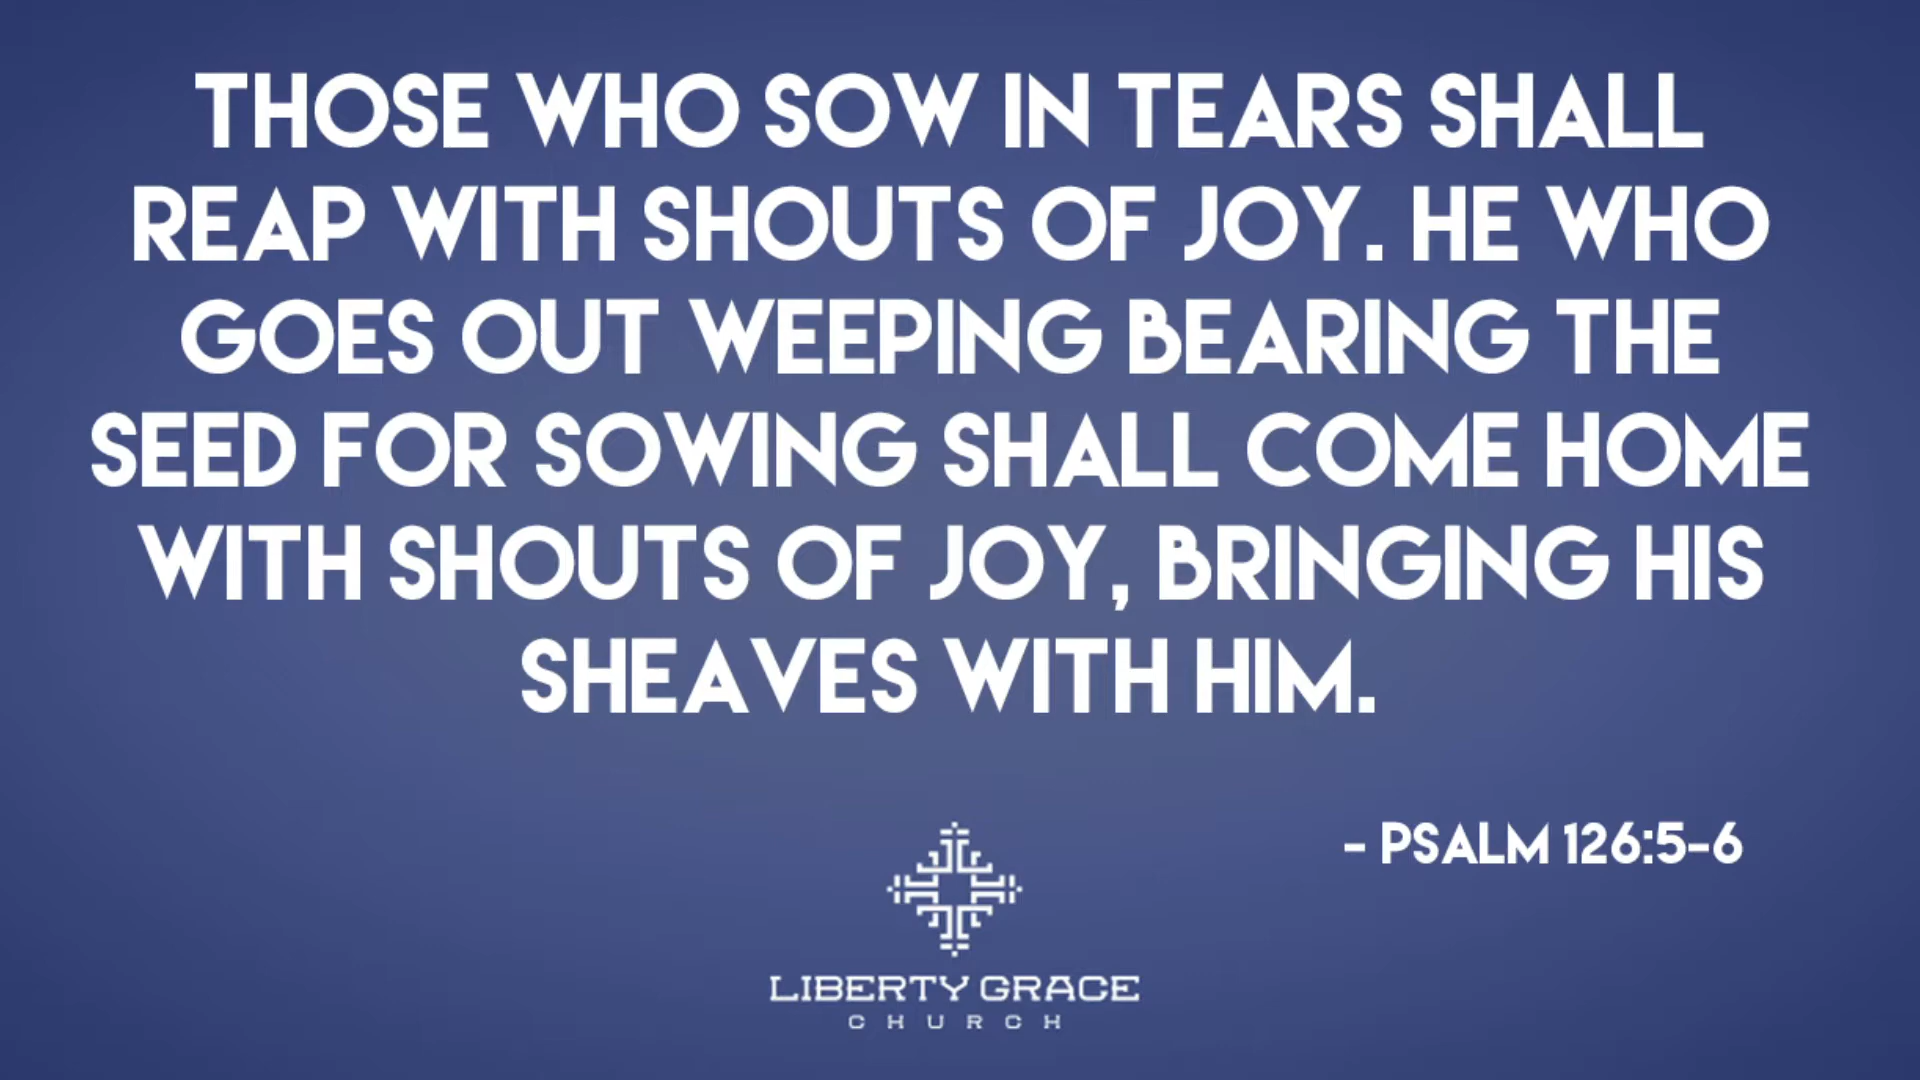 THOSE WHO SOW IN TEARS SHALL
REAP WITH SHOUTS OF JOY. HE WHO
GOES OUT WEEPING BEARING THE
SEED FOR SOWING SHALL COME HOME
WITH SHOUTS OF JOY, BRINGING HIS
SHEAVES WITH HIM.
- PSALM 126:5-6
LIBERTY GRACE
CHURCH